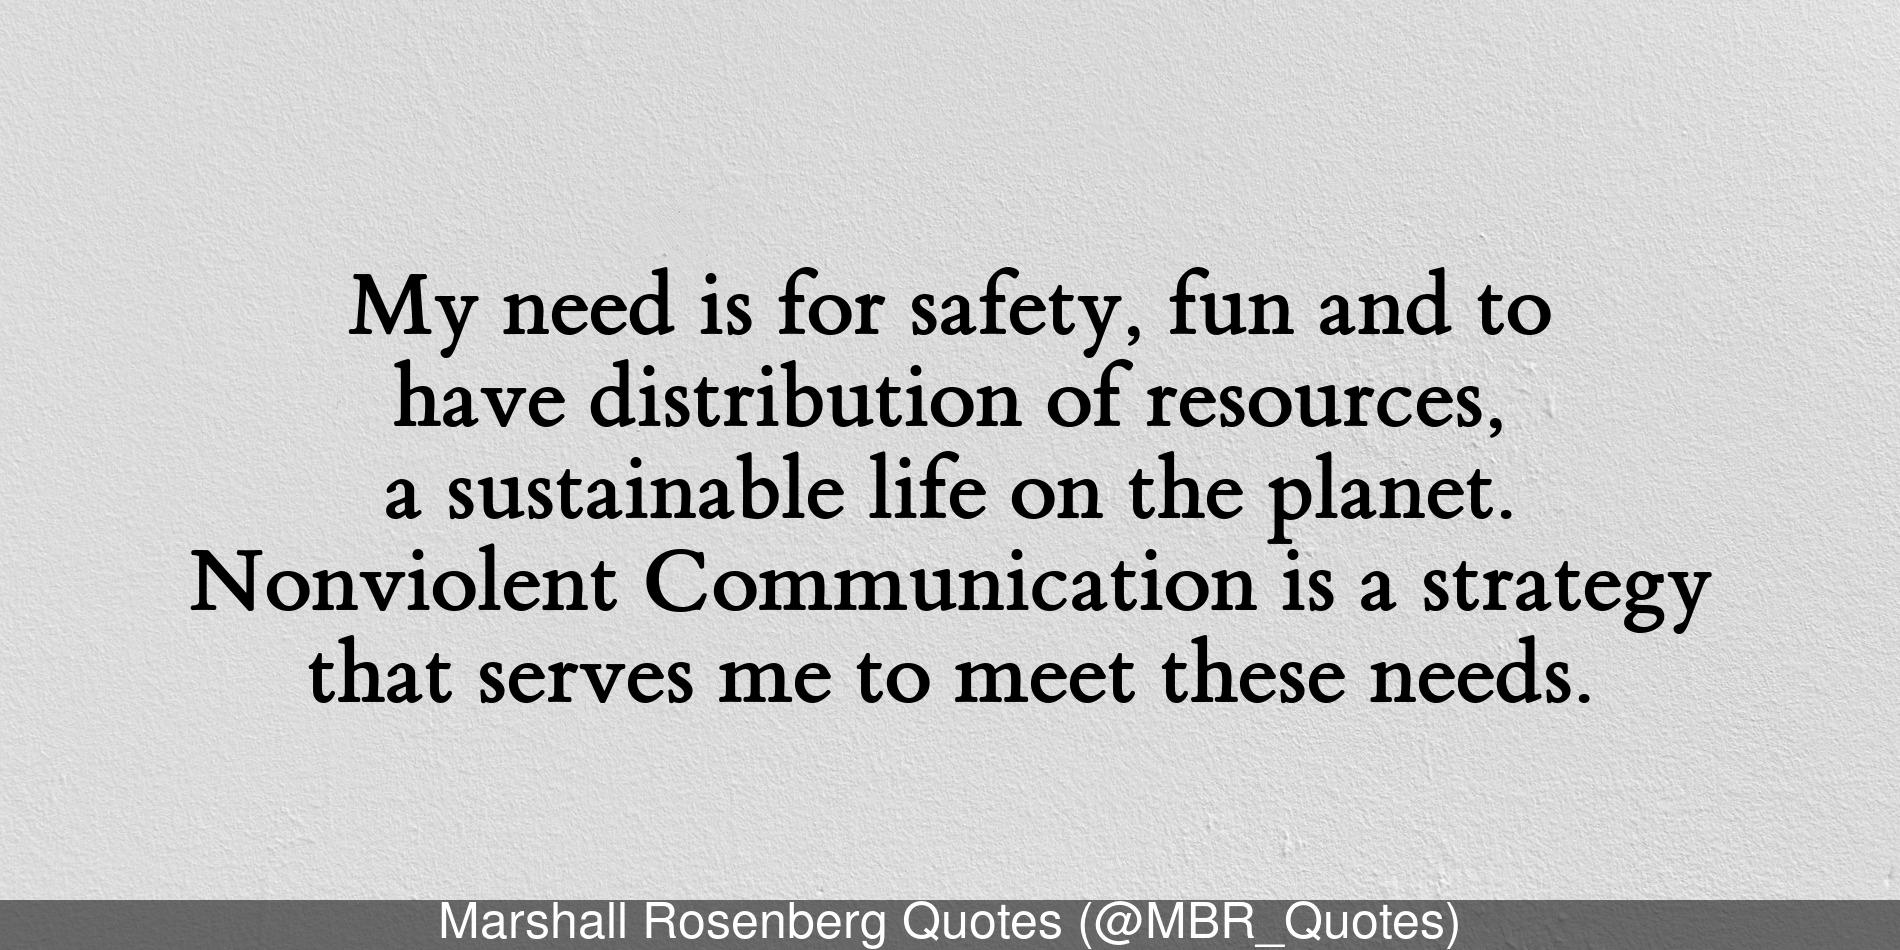 My need is for safety, fun and to
have distribution of resources,
a sustainable life on the planet.
Nonviolent Communication is a strategy
that serves me to meet these needs.
Marshall Rosenberg Quotes (@MBR_Quotes)